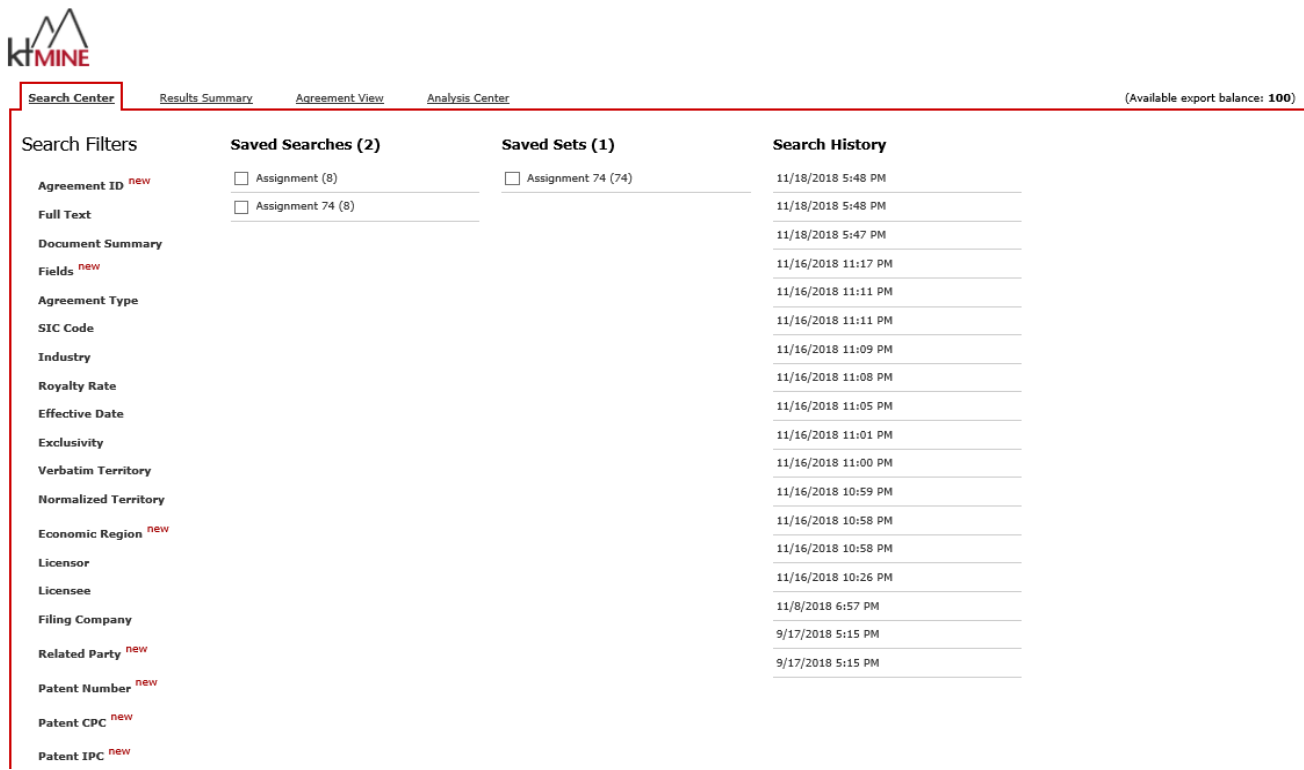 ktMINE
Search Center Results Summary Agreement View Analysis Center (Available export balance: 100)
Search Filters
Agreement ID new
Full Text
Document Summary
Fields new
Agreement Type
SIC Code
Industry
Royalty Rate
Effective Date
Exclusivity
Verbatim Territory
Normalized Territory
Economic Region new
Licensor
Licensee
Filing Company
Related Party new
Patent Number new
Patent CPC new
Patent IPC new
Saved Searches (2)
Assignment (8)
Assignment 74 (8)
Saved Sets (1)
Assignment 74 (74)
Search History
11/18/2018 5:48 PM
11/18/2018 5:48 PM
11/18/2018 5:47 PM
11/16/2018 11:17 PM
11/16/2018 11:11 PM
11/16/2018 11:11 PM
11/16/2018 11:09 PM
11/16/2018 11:08 PM
11/16/2018 11:05 PM
11/16/2018 11:01 PM
11/16/2018 11:00 PM
11/16/2018 10:59 PM
11/16/2018 10:58 PM
11/16/2018 10:58 PM
11/16/2018 10:26 PM
11/8/2018 6:57 PM
9/17/2018 5:15 PM
9/17/2018 5:15 PM